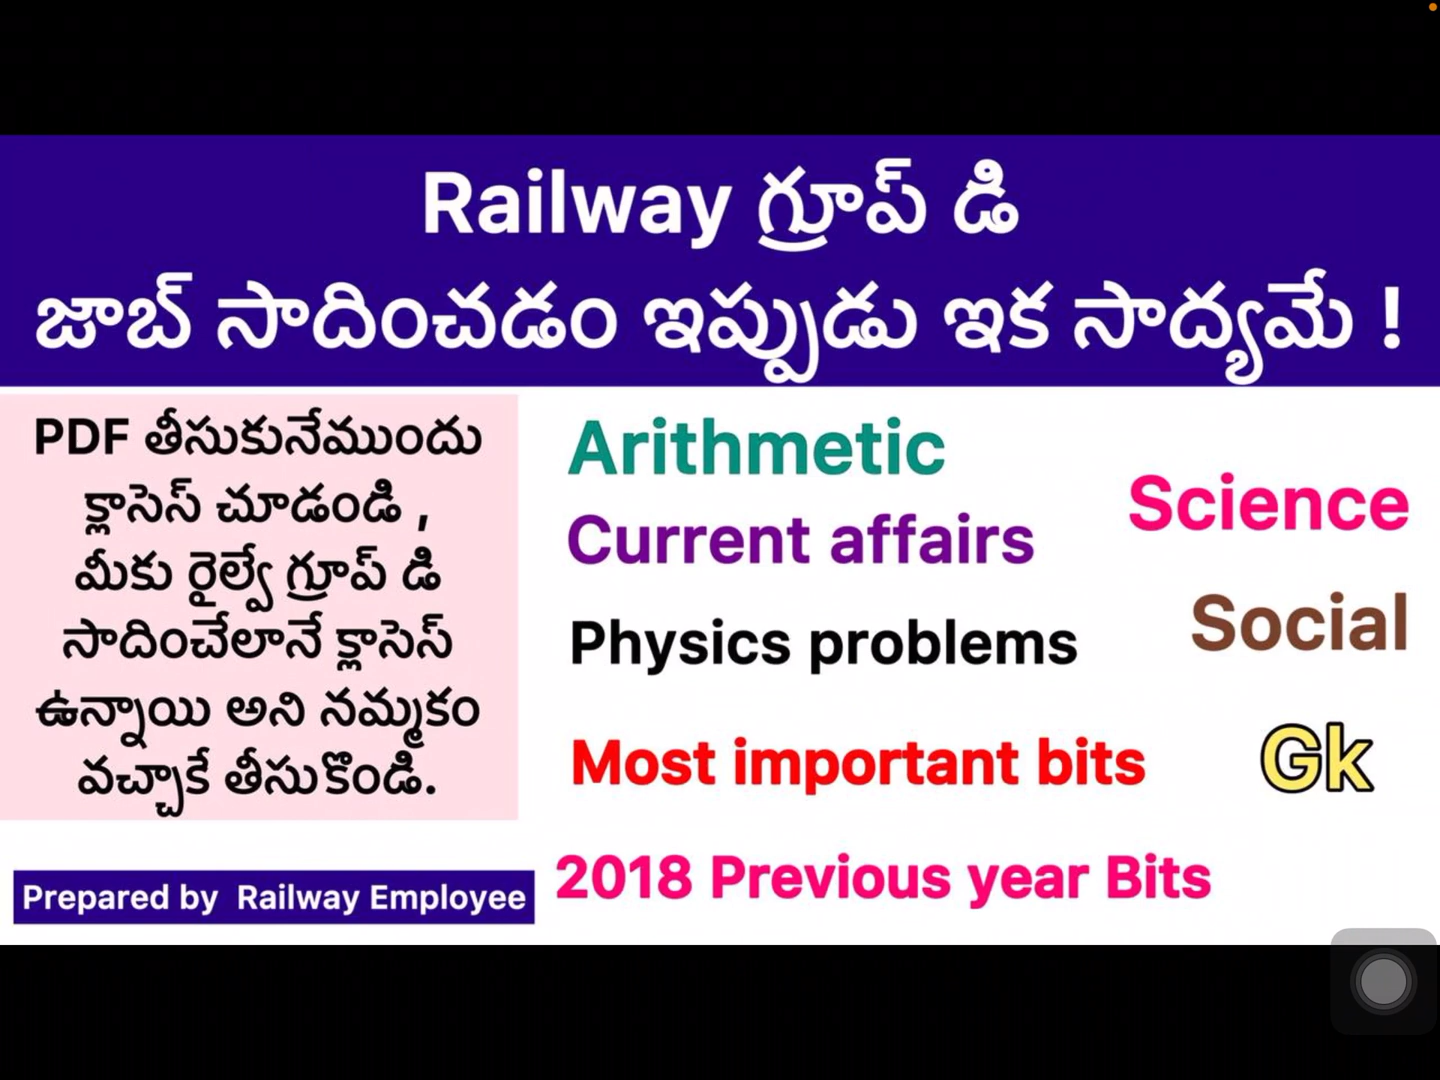 Railway గ్రూప్ డి
జాబ్ సాదించడం ఇప్పుడు ఇక సాద్యమే !
PDF తీసుకునేముందు
క్లాసెస్ చూడండి ,
మీకు రైల్వే గ్రూప్ డి
సాదించేలానే క్లాసెస్
ఉన్నాయి అని నమ్మకం
వచ్చాకే తీసుకొండి.
Prepared by Railway Employee
Arithmetic
Science
Current affairs
Social
Physics problems
Gk
Most important bits
2018 Previous year Bits